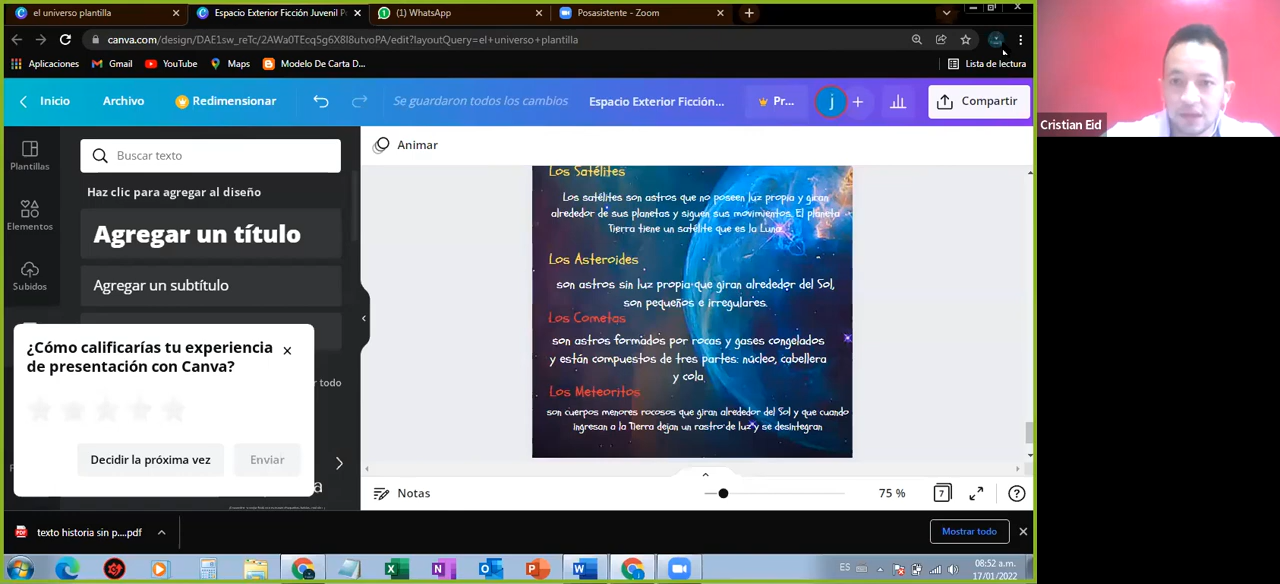 el universo plantilla
Espacio Exterior Ficción Juvenil P
(1) WhatsApp
Posasistente - Zoom
canva.com/design/DAE1sw_reTc/2AWa0TEcq5g6X8I8utvoPA/edit?layoutQuery=el+universo+plantilla
Aplicaciones
Gmail
YouTube
Maps
Modelo De Carta D...
Lista de lectura
Inicio
Archivo
Redimensionar
Se guardaron todos los cambios
Espacio Exterior Ficción...
Pr...
j
Compartir
Cristian Eid
Plantillas
Elementos
Subidos
Buscar texto
Haz clic para agregar al diseño
Agregar un título
Agregar un subtítulo
Animar
Los Satélites
Los satélites son astros que no poseen luz propia y giran
alrededor de sus planetas y siguen sus movimientos. El planeta
Tierra tiene un satélite que es la Luna.
Los Asteroides
son astros sin luz propia que giran alrededor del Sol,
son pequeños e irregulares.
Los Cometas
son astros formados por rocas y gases congelados
y están compuestos de tres partes: núcleo, cabellera
y cola
Los Meteoritos
son cuerpos menores rocosos que giran alrededor del Sol y que cuando
ingresan a la Tierra dejan un rastro de luz y se desintegran
¿Cómo calificarías tu experiencia
de presentación con Canva?
r todo
Decidir la próxima vez
Enviar
Notas
75 %
7
texto historia sin p....pdf
Mostrar todo
ES
08:52 a.m.
17/01/2022